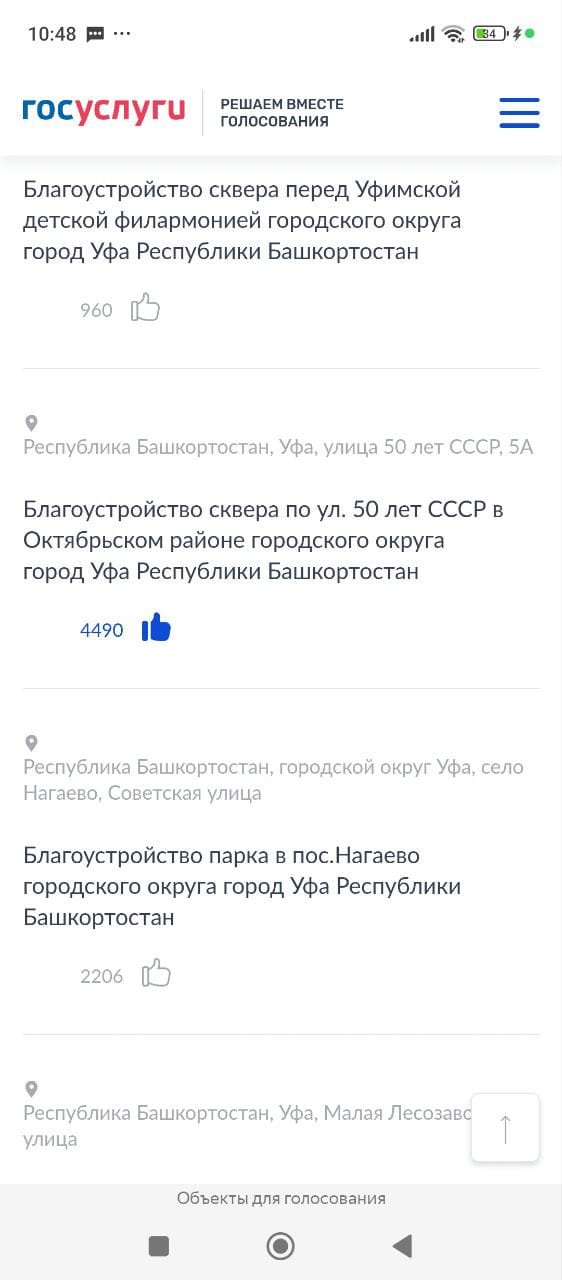 10:48
34
госуслуги
РЕШАЕМ ВМЕСТЕ
ГОЛОСОВАНИЯ
Благоустройство сквера перед Уфимской
детской филармонией городского округа
город Уфа Республики Башкортостан
960
Республика Башкортостан, Уфа, улица 50 лет СССР, 5А
Благоустройство сквера по ул. 50 лет СССР в
Октябрьском районе городского округа
город Уфа Республики Башкортостан
4490
Республика Башкортостан, городской округ Уфа, село
Нагаево, Советская улица
Благоустройство парка в пос.Нагаево
городского округа город Уфа Республики
Башкортостан
2206
Республика Башкортостан, Уфа, Малая Лесозаво
улица
Объекты для голосования